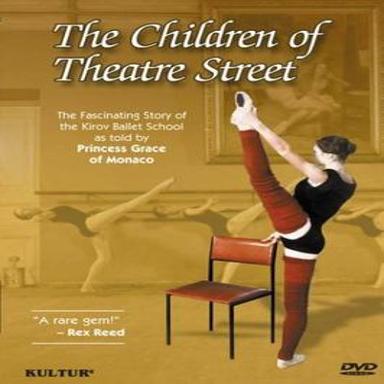 The Children of
Theatre Street
The Fascinating Story of
the Kirov Ballet School
as told by
Princess Grace
of Monaco
"A rare gem!"
– Rex Reed
KULTUR®
DVD
VIDEO